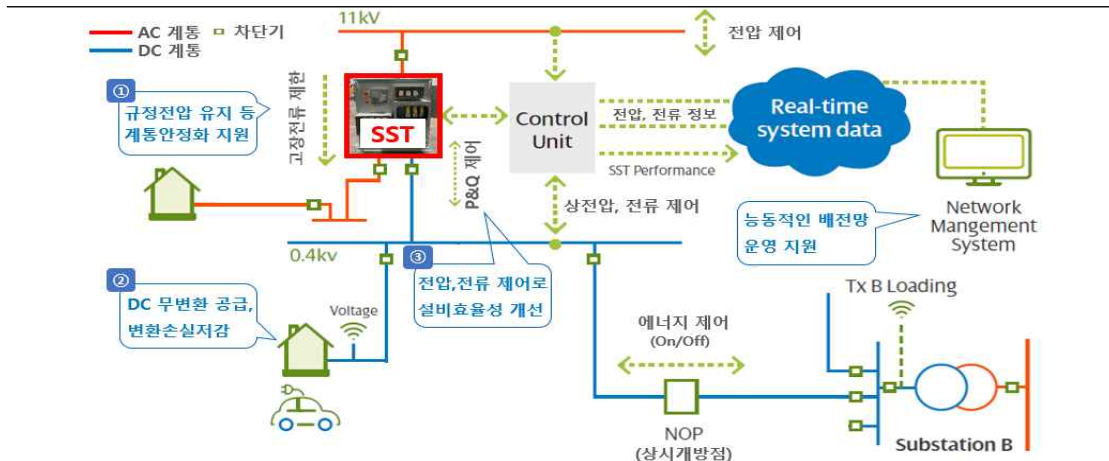 11kV
AC 계통
차단기
DC 계통
전압 제어
①
규정전압 유지 등
계통안정화 지원
고장전류 제한
SST
P&Q 제어
Control
Unit
전압, 전류 정보
SST Performance
Real-time
system data
상전압, 전류 제어
능동적인 배전망
운영 지원
Network
Mangement
System
0.4kv
②
DC 무변환 공급,
변환손실저감
Voltage
③
전압,전류 제어로
설비효율성 개선
에너지 제어
(On/Off)
NOP
(상시개방점)
Tx B Loading
Substation B